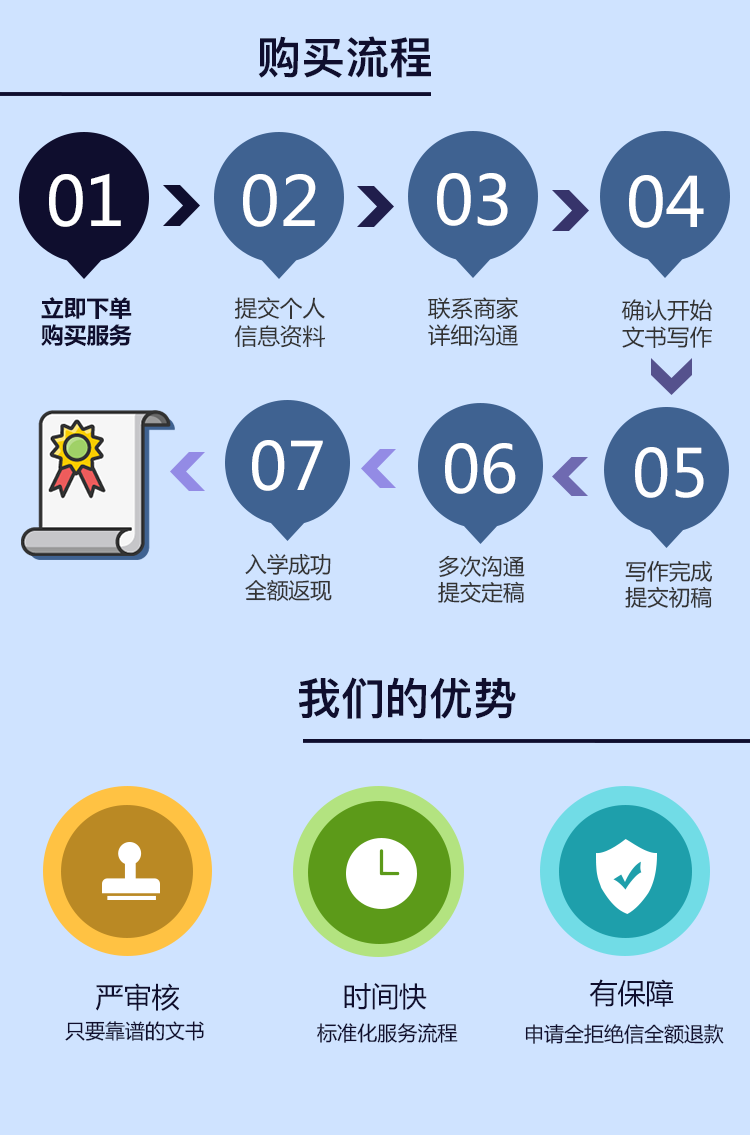 购买流程
01
02
03
04
立即下单
购买服务
提交个人
信息资料
联系商家
详细沟通
确认开始
文书写作
07
06
05
入学成功
全额返现
多次沟通
提交定稿
写作完成
提交初稿
我们的优势
严审核
只要靠谱的文书
时间快
标准化服务流程
有保障
申请全拒绝信全额退款